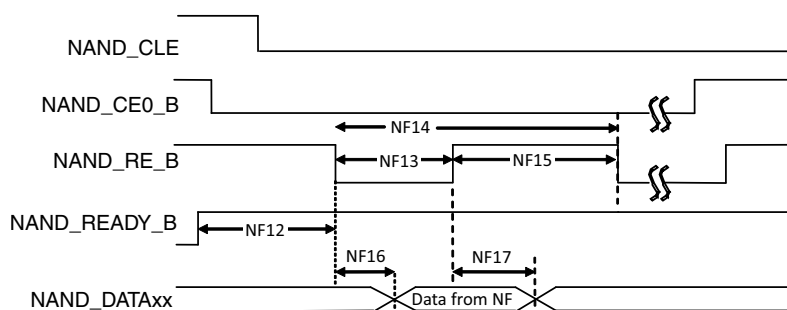 NAND_CLE
NAND_CE0_B
NF14
NAND_RE_B
NF13
NF15
NAND_READY_B
NF12
NF16
NF17
NAND_DATAxx
Data from NF